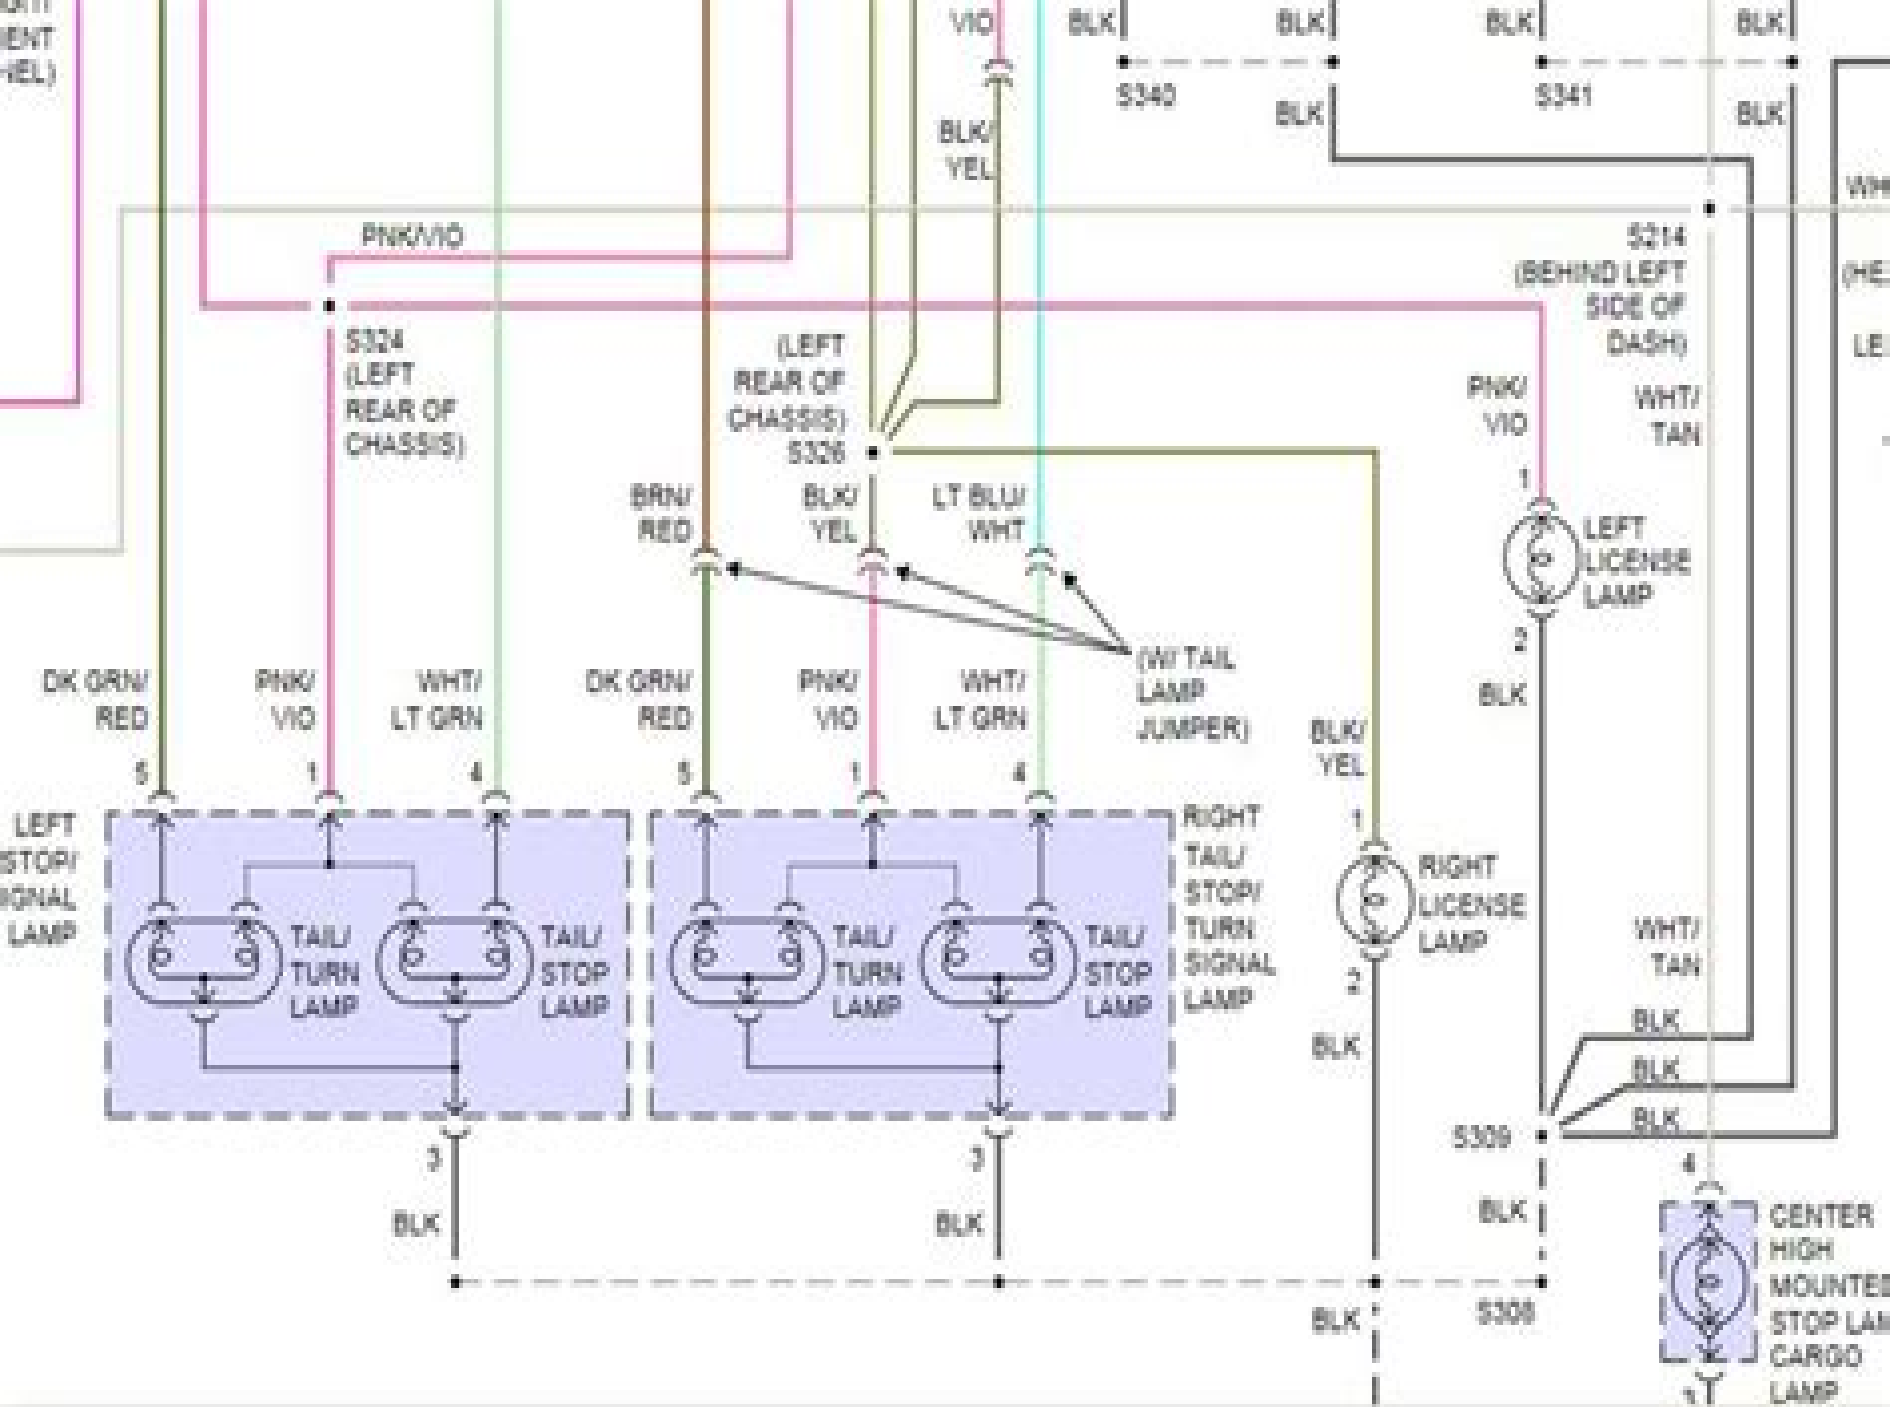 VIO
BLK
BLK
BLK
BLK
S340
S341
BLK
BLK
BLK/
YEL
PNK/VIO
S214
(BEHIND LEFT
SIDE OF
DASH)
S324
(LEFT
REAR OF
CHASSIS)
(LEFT
REAR OF
CHASSIS)
S326
PNK/
VIO
WHT/
TAN
1
BRN/
RED
BLK/
YEL
LT BLU/
WHT
LEFT
LICENSE
LAMP
2
BLK
(W/ TAIL
LAMP
JUMPER)
DK GRN/
RED
PNK/
VIO
WHT/
LT GRN
DK GRN/
RED
PNK/
VIO
WHT/
LT GRN
5
1
4
5
1
4
BLK/
YEL
1
LEFT
STOP/
LAMP
TAIL/
TURN
LAMP
TAIL/
STOP
LAMP
TAIL/
TURN
LAMP
TAIL/
STOP
LAMP
RIGHT
TAIL/
STOP/
TURN
SIGNAL
LAMP
RIGHT
LICENSE
LAMP
2
BLK
WHT/
TAN
BLK
BLK
BLK
S309
4
3
3
BLK
BLK
BLK
S308
BLK
CENTER
HIGH
MOUNTED
STOP
CARGO
LAMP